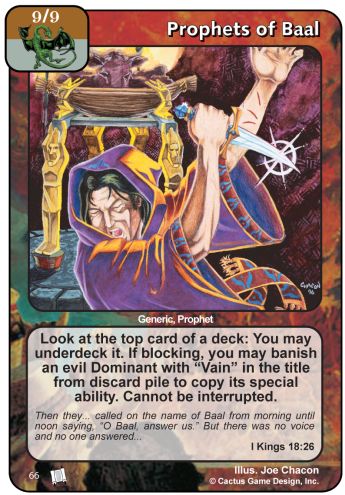 9/9
Prophets of Baal
CHACON
96
Generic, Prophet
Look at the top card of a deck: You may
underdeck it. If blocking, you may banish
an evil Dominant with “Vain” in the title
from discard pile to copy its special
ability. Cannot be interrupted.
Then they... called on the name of Baal from morning until
noon saying, “O Baal, answer us.” But there was no voice
and no one answered...
I Kings 18:26
66
Illus. Joe Chacon
© Cactus Game Design, Inc.